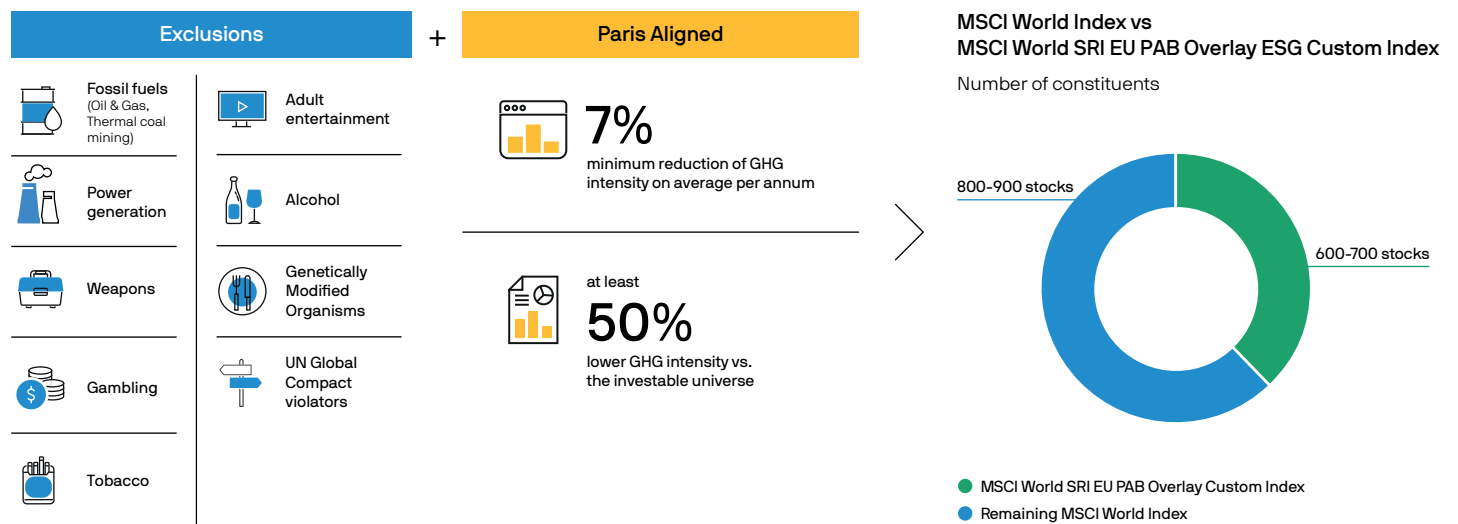 Exclusions
Fossil fuels
(Oil & Gas,
Thermal coal
mining)
Power
generation
Weapons
Gambling
$
Tobacco
Adult
entertainment
Alcohol
Genetically
Modified
Organisms
UN Global
Compact
violators
+
Paris Aligned
7%
minimum reduction of GHG
intensity on average per annum
at least
50%
lower GHG intensity vs.
the investable universe
MSCI World Index vs
MSCI World SRI EU PAB Overlay ESG Custom Index
Number of constituents
800-900 stocks
600-700 stocks
MSCI World SRI EU PAB Overlay Custom Index
Remaining MSCI World Index